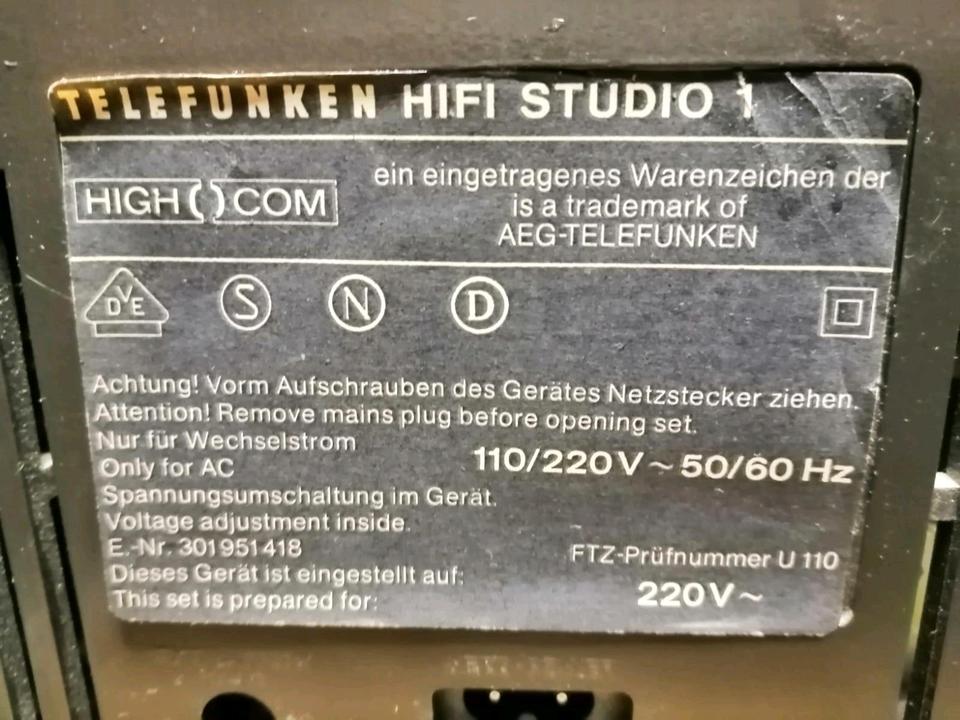 TELEFUNKEN HIFI STUDIO 1
HIGH COM
ein eingetragenes Warenzeichen der
is a trademark of
AEG-TELEFUNKEN
VDE S N D
Achtung! Vorm Aufschrauben des Gerätes Netzstecker ziehen.
Attention! Remove mains plug before opening set.
Nur für Wechselstrom
Only for AC 110/220V~50/60 Hz
Spannungsumschaltung im Gerät.
Voltage adjustment inside.
E.-Nr. 301951418 FTZ-Prüfnummer U 110
Dieses Gerät ist eingestellt auf:
This set is prepared for: 220V~